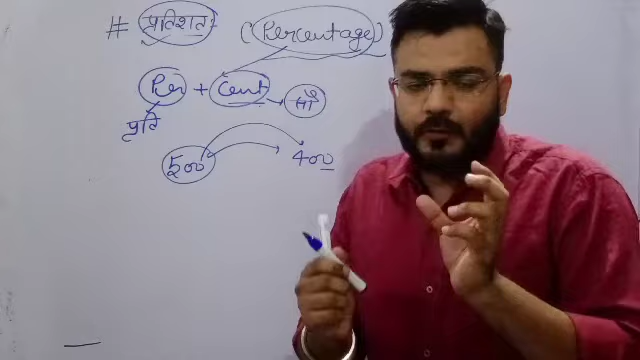 # प्रतिशत : (Percentage)
Per + Cent → सौ
प्रति
500 400